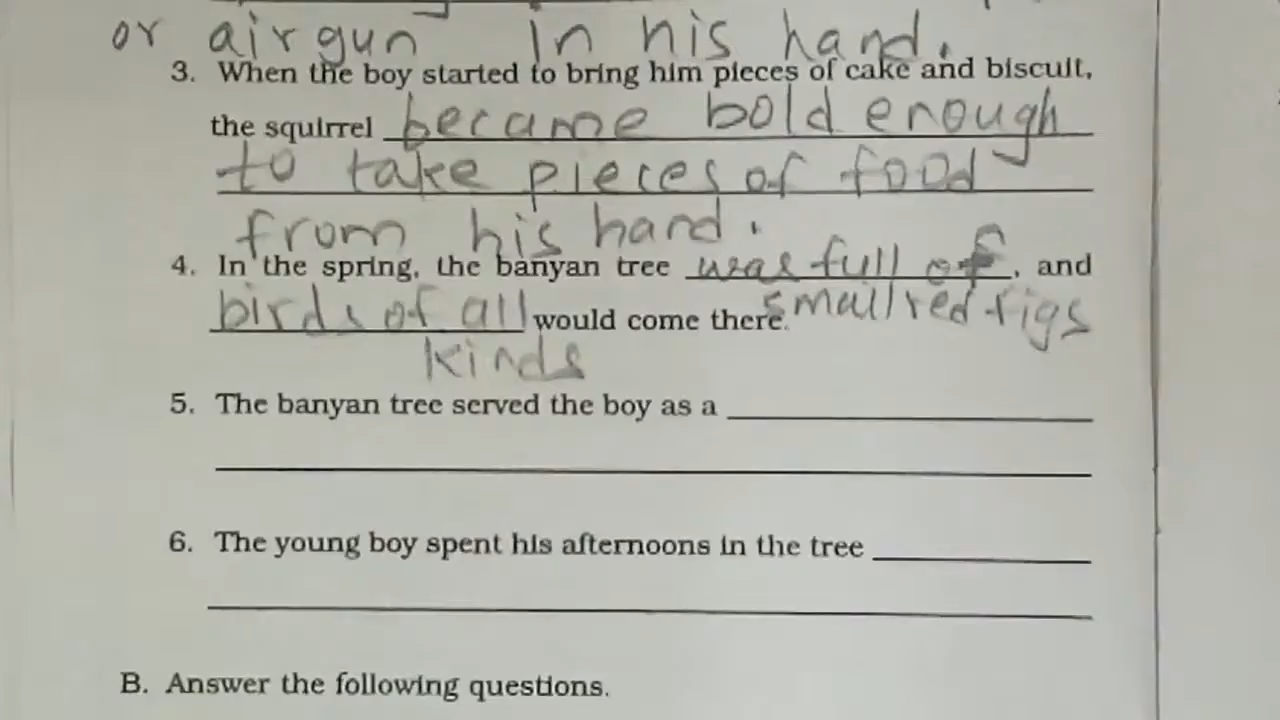 or airgun in his hand.
3. When the boy started to bring him pieces of cake and biscuit,
the squirrel became bold enough
to take pieces of food
from his hand.
4. In the spring, the banyan tree was full of, and
small red figs
birds of all would come there.
kinds
5. The banyan tree served the boy as a
6. The young boy spent his afternoons in the tree
B. Answer the following questions.